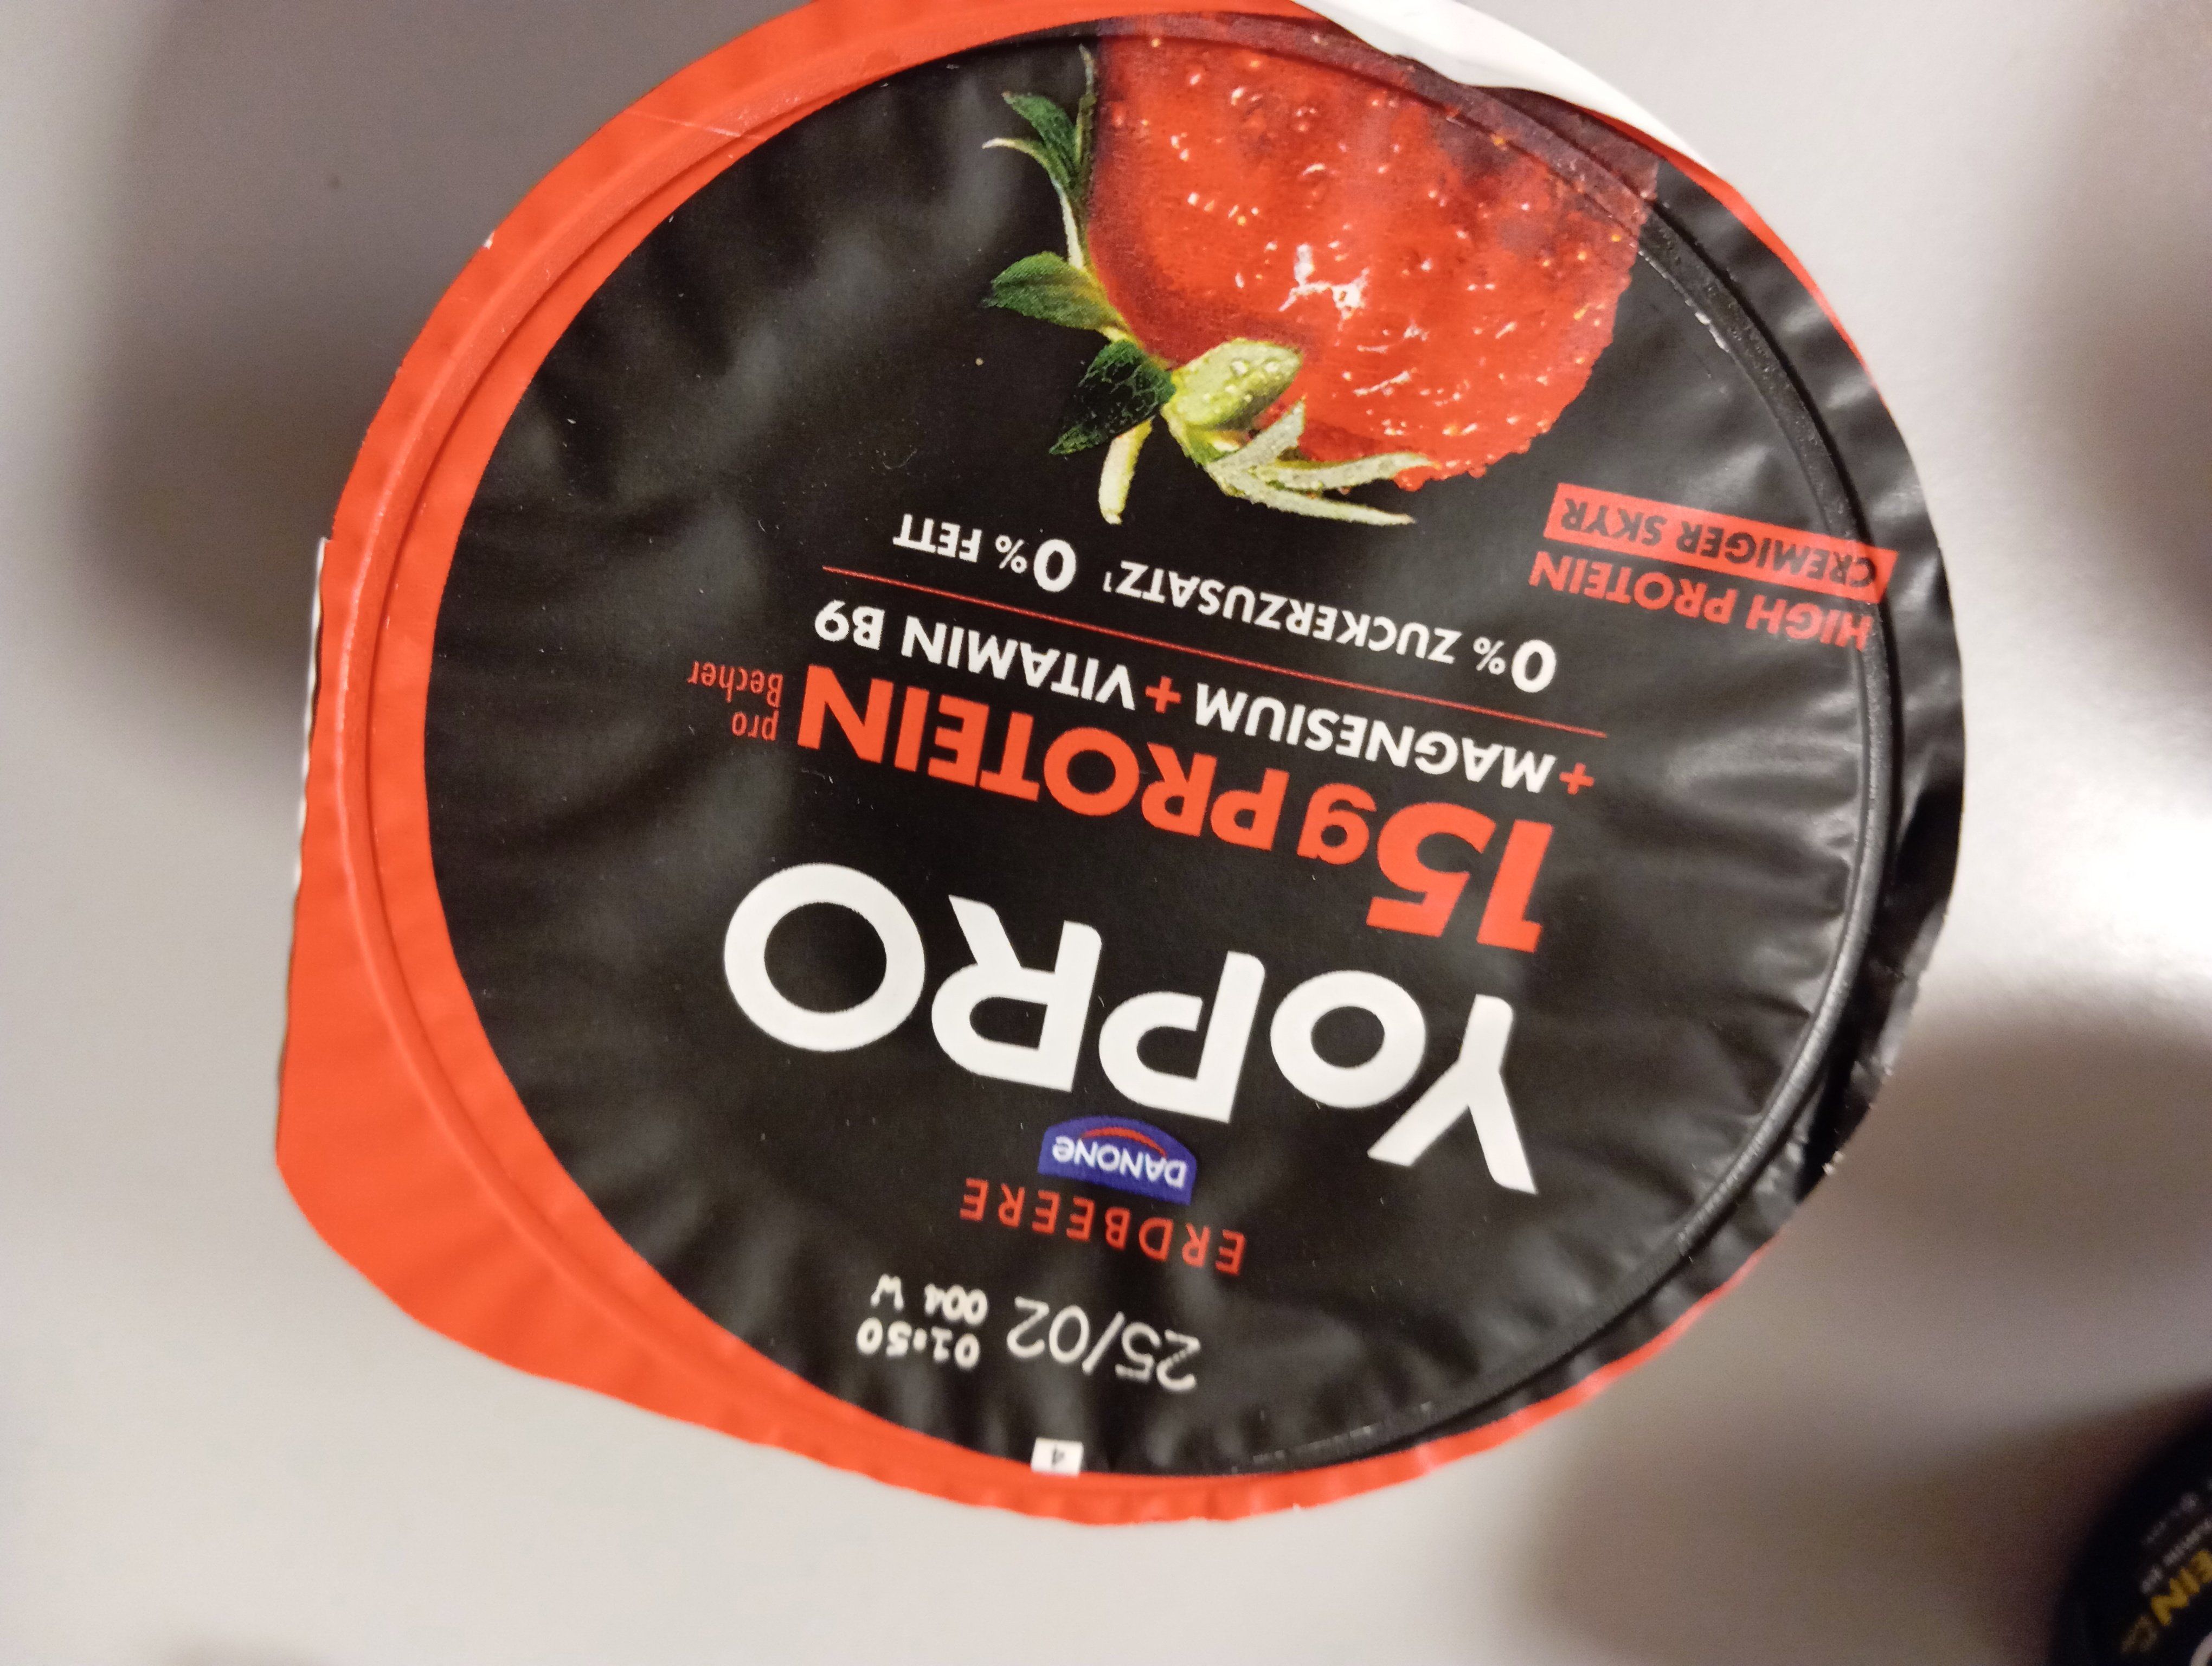 25/02 01:50
004 W
ERDBEERE
DANONE
YoPRO
15g PROTEIN pro Becher
+ MAGNESIUM + VITAMIN B9
0% ZUCKERZUSATZ¹ 0% FETT
HIGH PROTEIN
CREMIGER SKYR
4